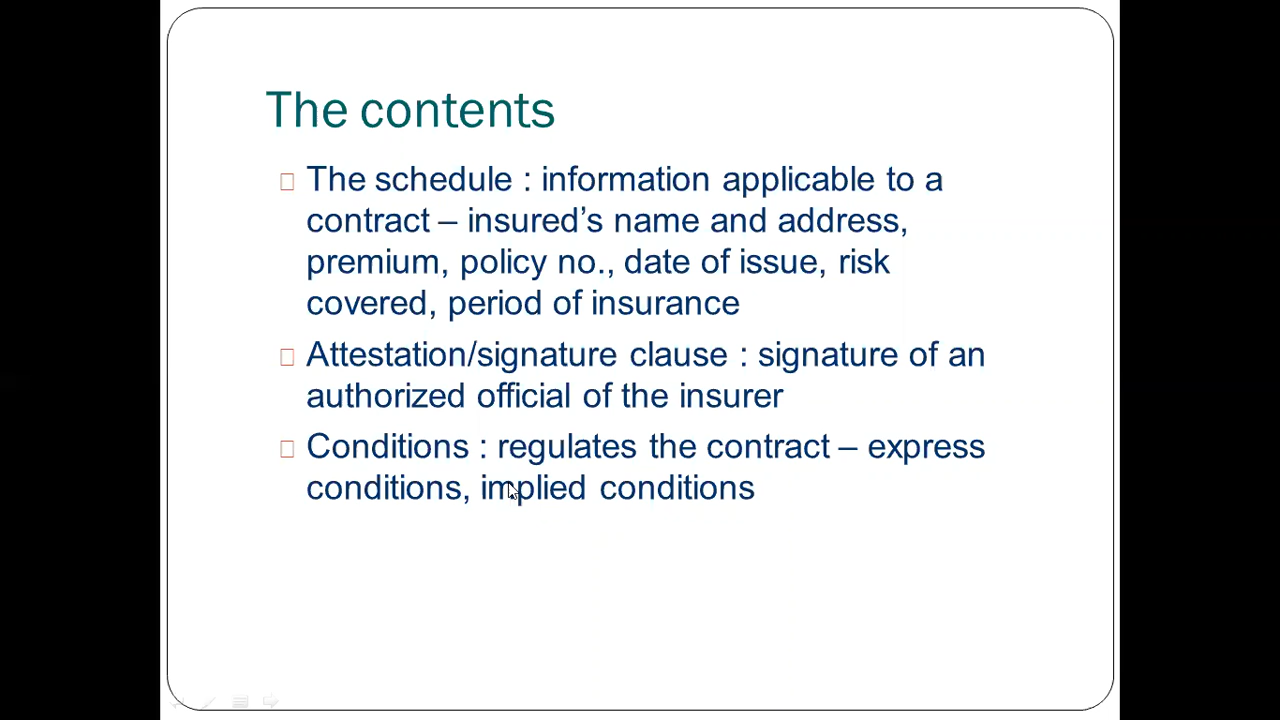 The contents
The schedule : information applicable to a
contract – insured’s name and address,
premium, policy no., date of issue, risk
covered, period of insurance
Attestation/signature clause : signature of an
authorized official of the insurer
Conditions : regulates the contract – express
conditions, implied conditions